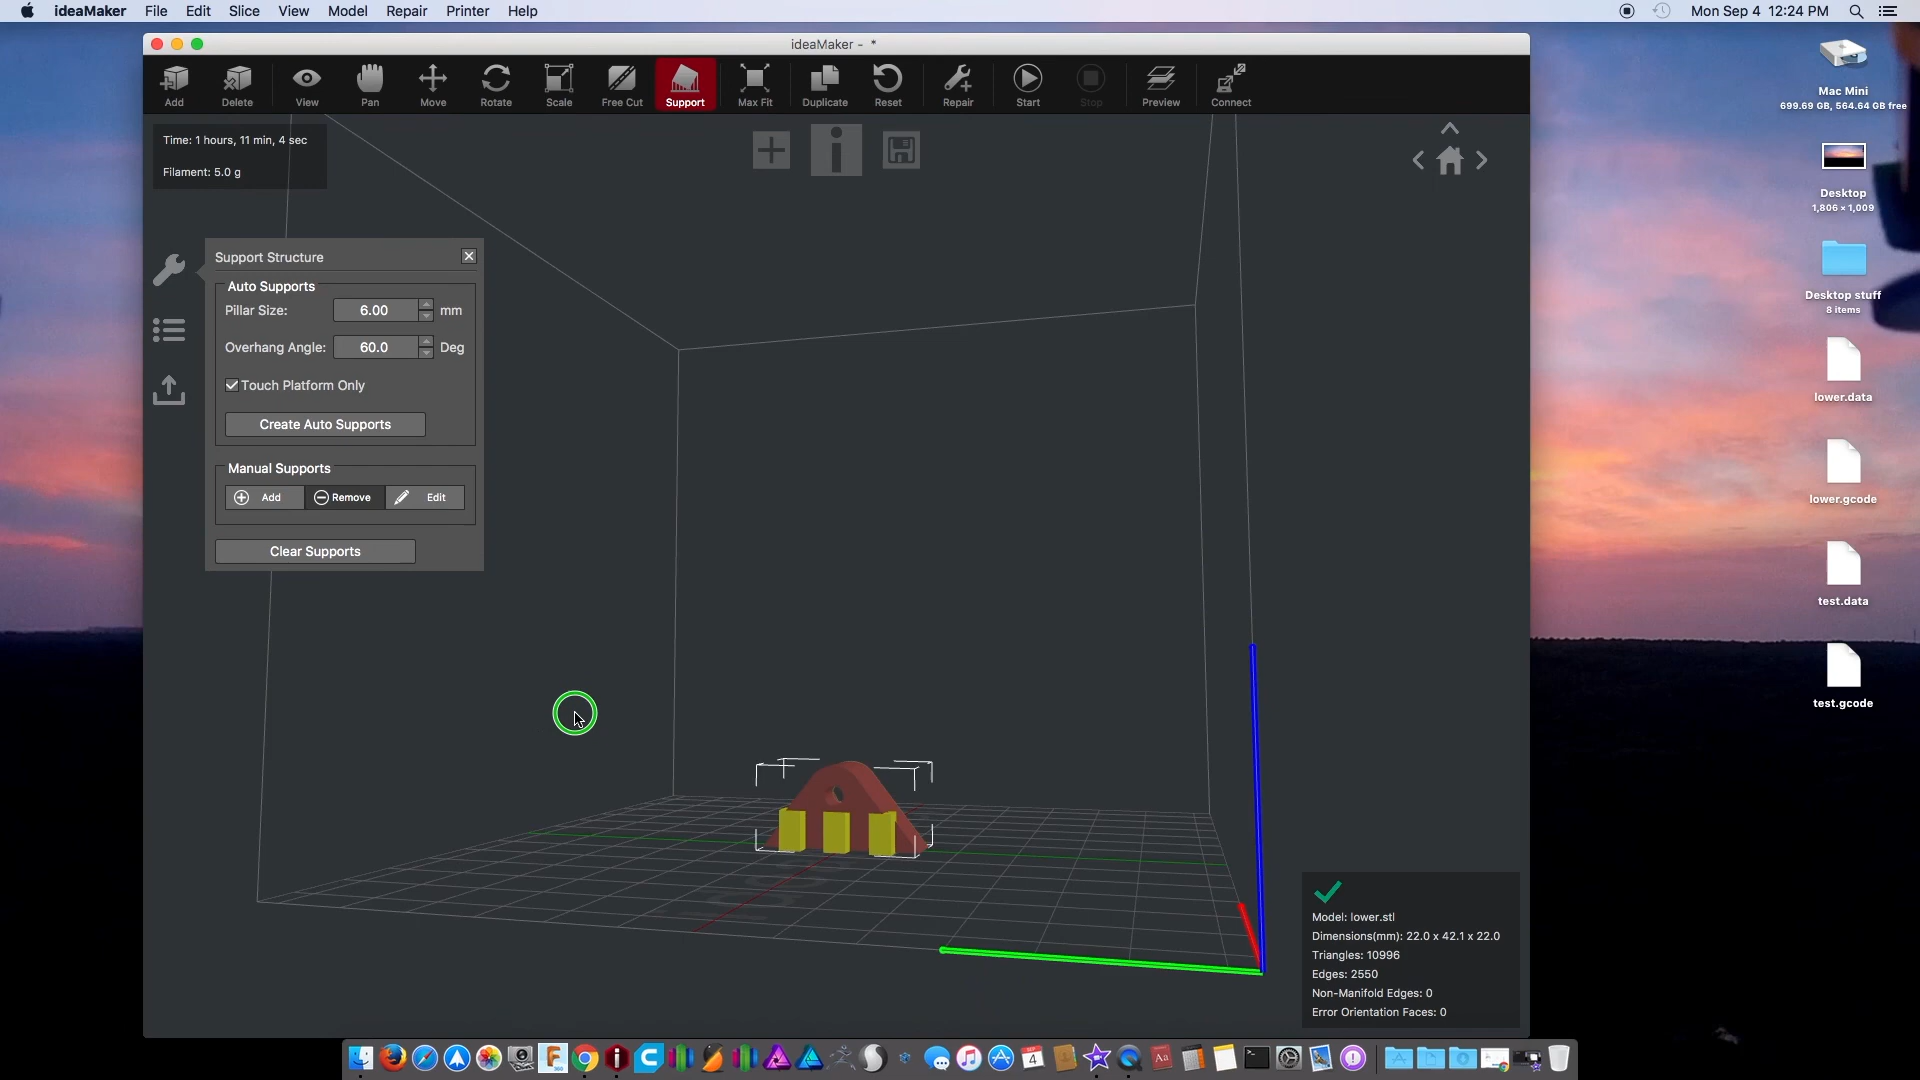 ideaMaker File Edit Slice View Model Repair Printer Help Mon Sep 4 12:24 PM
ideaMaker - *
Add Delete View Pan Move Rotate Scale Free Cut Support Max Fit Duplicate Reset Repair Start Stop Preview Connect
Time: 1 hours, 11 min, 4 sec
Filament: 5.0 g
Support Structure
Auto Supports
Pillar Size: 6.00 mm
Overhang Angle: 60.0 Deg
Touch Platform Only
Create Auto Supports
Manual Supports
Add Remove Edit
Clear Supports
Model: lower.stl
Dimensions(mm): 22.0 x 42.1 x 22.0
Triangles: 10996
Edges: 2550
Non-Manifold Edges: 0
Error Orientation Faces: 0
Mac Mini
699.69 GB, 564.64 GB free
Desktop
1,806 × 1,009
Desktop stuff
8 items
lower.data
lower.gcode
test.data
test.gcode